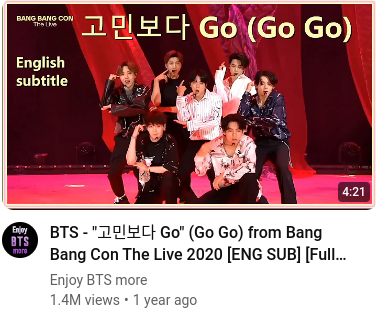 BANG BANG CON
The Live
고민보다 Go (Go Go)
English
subtitle
4:21
Enjoy
BTS
more
BTS - "고민보다 Go" (Go Go) from Bang
Bang Con The Live 2020 [ENG SUB] [Full…
Enjoy BTS more
1.4M views • 1 year ago